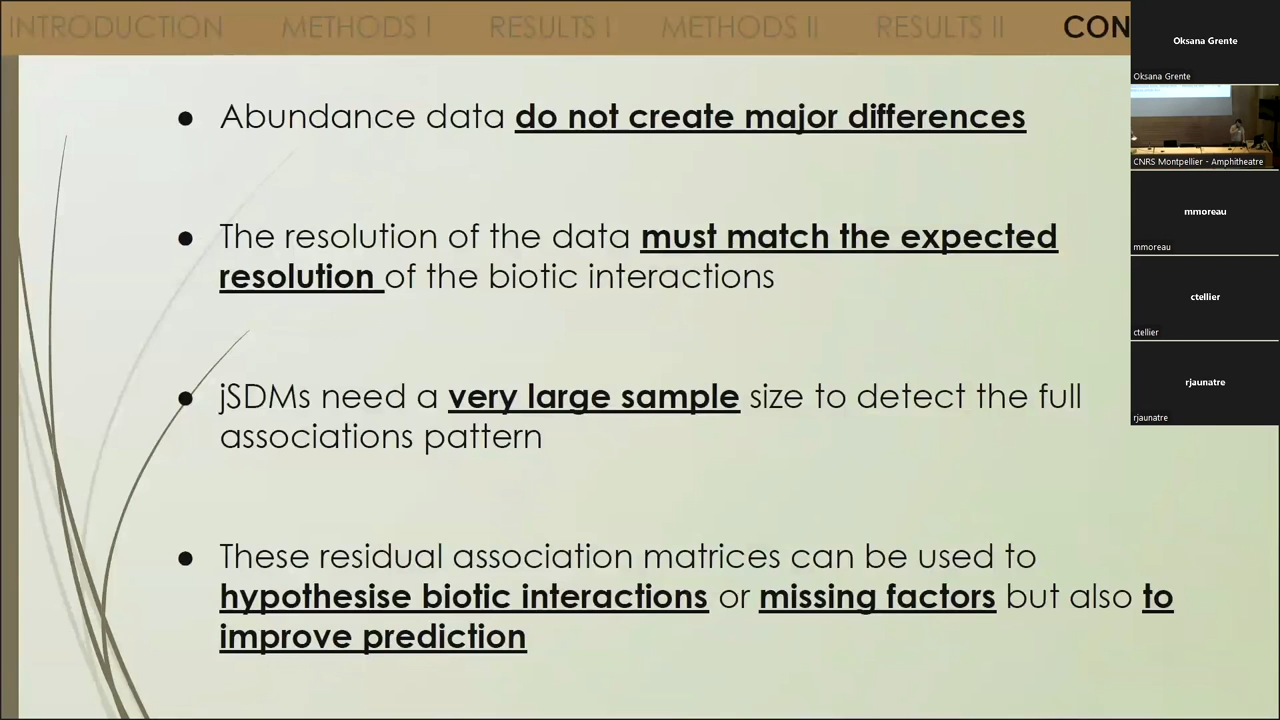 INTRODUCTION METHODS I RESULTS I METHODS II RESULTS II CON
● Abundance data do not create major differences
● The resolution of the data must match the expected
resolution of the biotic interactions
● jSDMs need a very large sample size to detect the full
associations pattern
● These residual association matrices can be used to
hypothesise biotic interactions or missing factors but also to
improve prediction
Oksana Grente
Oksana Grente
CNRS Montpellier - Amphitheatre
mmoreau
mmoreau
ctellier
ctellier
rjaunatre
rjaunatre